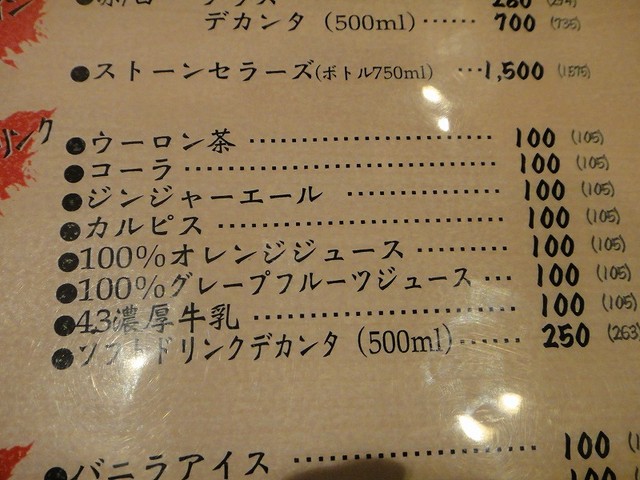 デカンタ (500ml)…… 700 (735)
●ストーンセラーズ(ボトル750ml) …1,500 (1575)
リンク
●ウーロン茶 …………………… 100 (105)
●コーラ …………………… 100 (105)
●ジンジャーエール …………… 100 (105)
●カルピス …………………… 100 (105)
●100%オレンジジュース ……… 100 (105)
●100%グレープフルーツジュース … 100 (105)
●4.3濃厚牛乳 …………………… 100 (105)
●ソフトドリンクデカンタ (500ml)…… 250 (263)
●バニラアイス …………………… 100